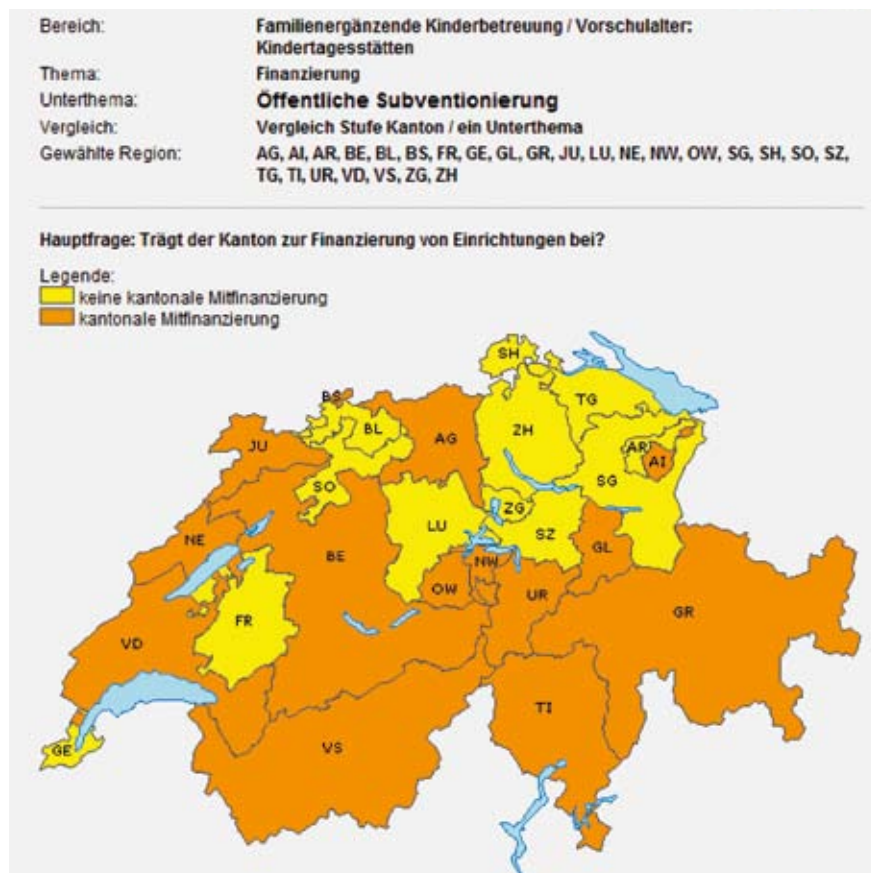 Bereich: Familienergänzende Kinderbetreuung / Vorschulalter:
Kindertagesstätten
Thema: Finanzierung
Unterthema: Öffentliche Subventionierung
Vergleich: Vergleich Stufe Kanton / ein Unterthema
Gewählte Region: AG, AI, AR, BE, BL, BS, FR, GE, GL, GR, JU, LU, NE, NW, OW, SG, SH, SO, SZ,
TG, TI, UR, VD, VS, ZG, ZH
Hauptfrage: Trägt der Kanton zur Finanzierung von Einrichtungen bei?
Legende:
keine kantonale Mitfinanzierung
kantonale Mitfinanzierung
SH
BS
TG
BL
ZH
JU
AG
AR
AI
SO
SG
ZG
LU
SZ
NE
BE
NW
GL
OW
UR
FR
GR
VD
TI
VS
GE